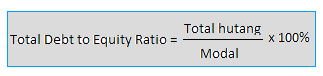 Total Debt to Equity Ratio = Total hutang x 100%
Modal